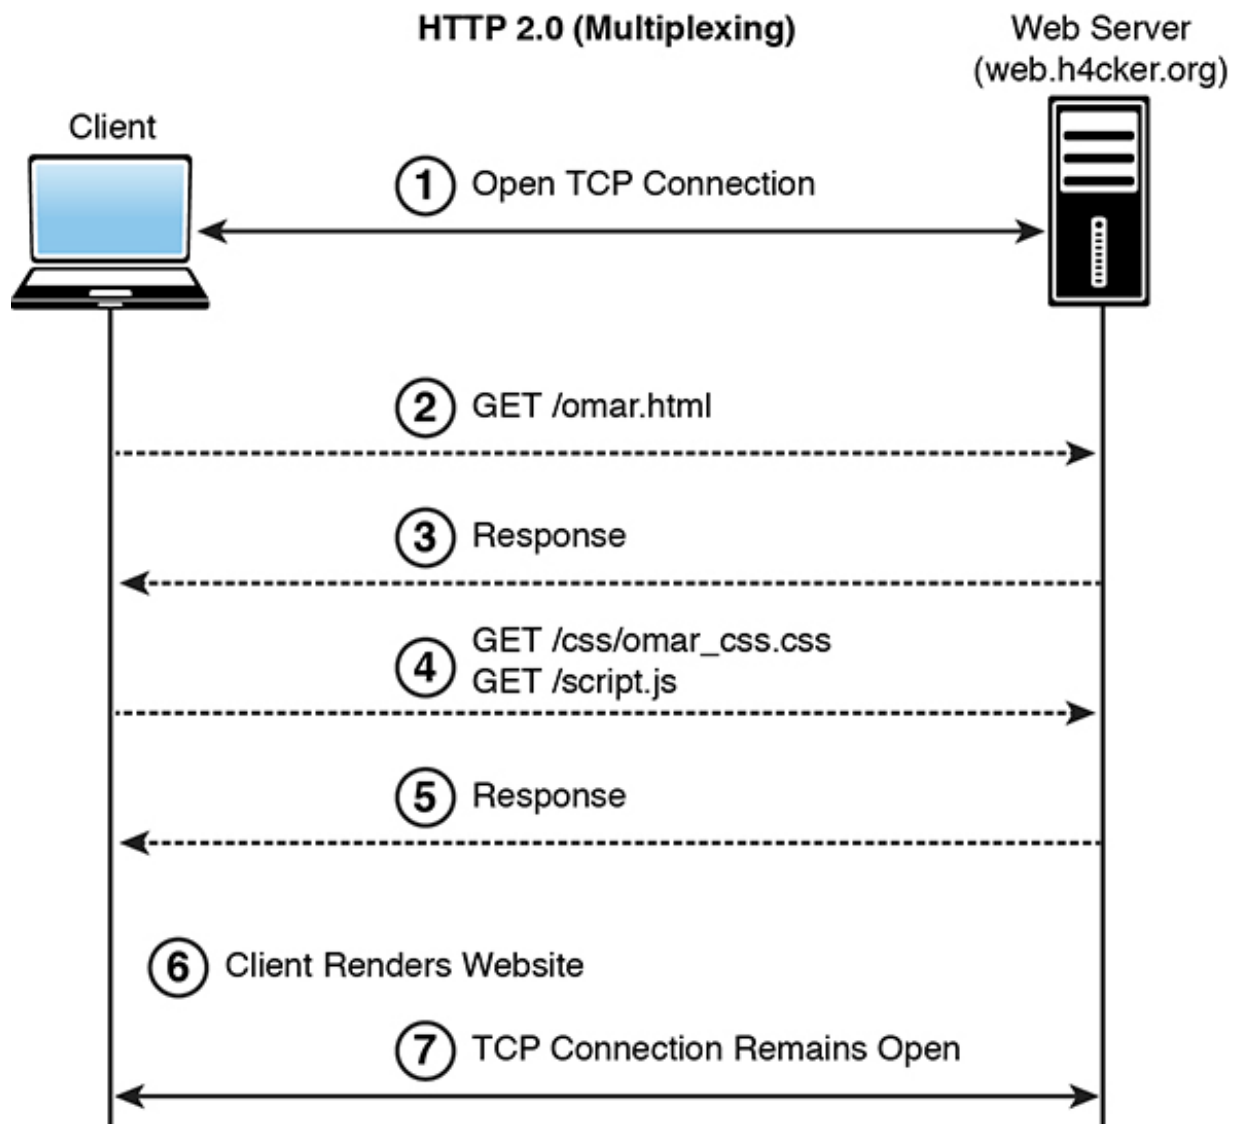 HTTP 2.0 (Multiplexing)
Web Server
(web.h4cker.org)
Client
1 Open TCP Connection
2 GET /omar.html
3 Response
4 GET /css/omar_css.css
GET /script.js
5 Response
6 Client Renders Website
7 TCP Connection Remains Open